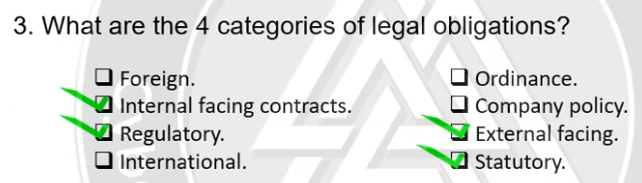 3. What are the 4 categories of legal obligations?
Foreign.
Internal facing contracts.
Regulatory.
International.
Ordinance.
Company policy.
External facing.
Statutory.